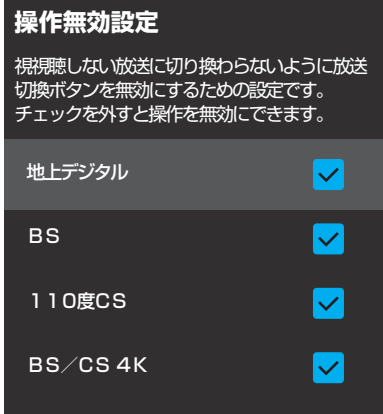 操作無効設定
視視聴しない放送に切り換わらないように放送
切換ボタンを無効にするための設定です。
チェックを外すと操作を無効にできます。
地上デジタル
ＢＳ
１１０度ＣＳ
ＢＳ／ＣＳ ４Ｋ